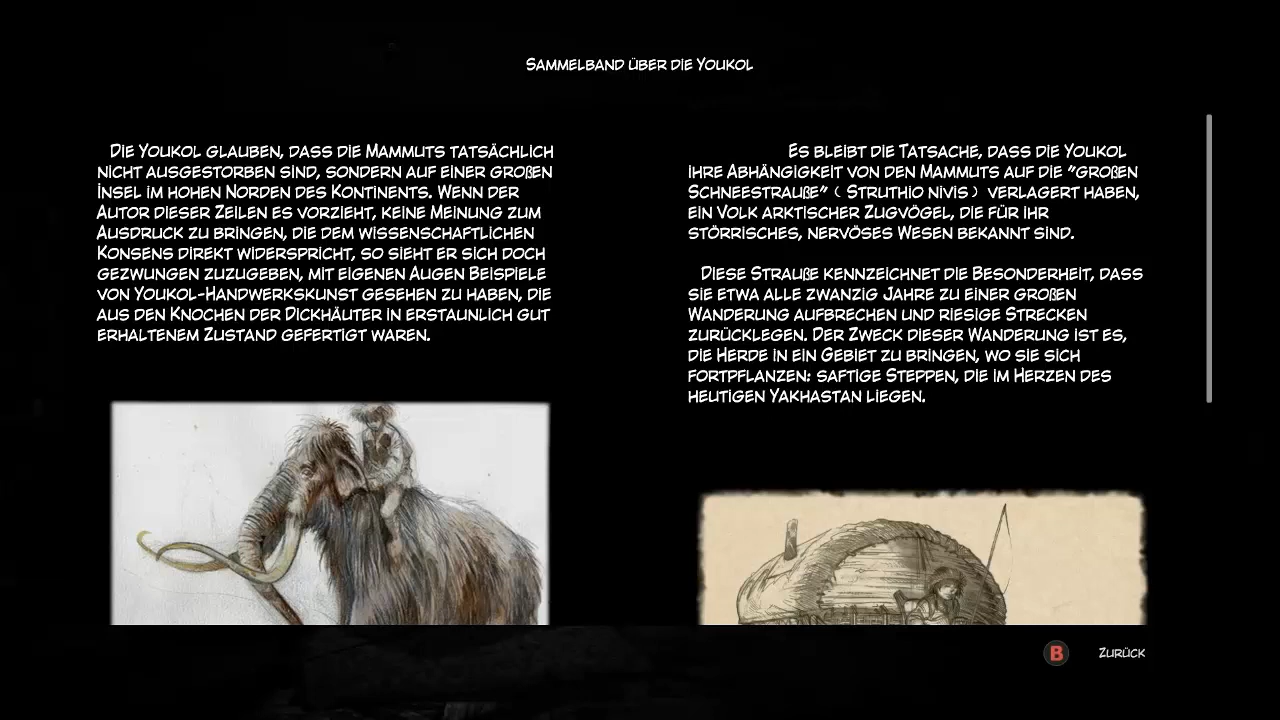 Sammelband über die Youkol
Die Youkol glauben, dass die Mammuts tatsächlich
nicht ausgestorben sind, sondern auf einer großen
Insel im hohen Norden des Kontinents. Wenn der
Autor dieser Zeilen es vorzieht, keine Meinung zum
Ausdruck zu bringen, die dem wissenschaftlichen
Konsens direkt widerspricht, so sieht er sich doch
gezwungen zuzugeben, mit eigenen Augen Beispiele
von Youkol-Handwerkskunst gesehen zu haben, die
aus den Knochen der Dickhäuter in erstaunlich gut
erhaltenem Zustand gefertigt waren.
Es bleibt die Tatsache, dass die Youkol
ihre Abhängigkeit von den Mammuts auf die "großen
Schneestrauße" ( Struthio nivis ) verlagert haben,
ein Volk arktischer Zugvögel, die für ihr
störrisches, nervöses Wesen bekannt sind.
Diese Strauße kennzeichnet die Besonderheit, dass
sie etwa alle zwanzig Jahre zu einer großen
Wanderung aufbrechen und riesige Strecken
zurücklegen. Der Zweck dieser Wanderung ist es,
die Herde in ein Gebiet zu bringen, wo sie sich
fortpflanzen: saftige Steppen, die im Herzen des
heutigen Yakhastan liegen.
B Zurück